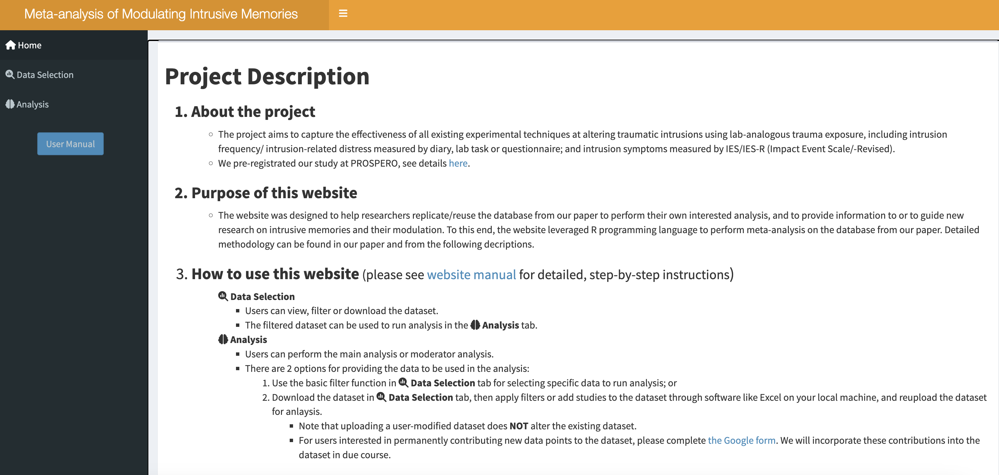 Meta-analysis of Modulating Intrusive Memories
Home
Data Selection
Analysis
User Manual
Project Description
1. About the project
The project aims to capture the effectiveness of all existing experimental techniques at altering traumatic intrusions using lab-analogous trauma exposure, including intrusion
frequency/ intrusion-related distress measured by diary, lab task or questionnaire; and intrusion symptoms measured by IES/IES-R (Impact Event Scale/-Revised).
We pre-registrated our study at PROSPERO, see details here.
2. Purpose of this website
The website was designed to help researchers replicate/reuse the database from our paper to perform their own interested analysis, and to provide information to or to guide new
research on intrusive memories and their modulation. To this end, the website leveraged R programming language to perform meta-analysis on the database from our paper. Detailed
methodology can be found in our paper and from the following decriptions.
3. How to use this website (please see website manual for detailed, step-by-step instructions)
Data Selection
Users can view, filter or download the dataset.
The filtered dataset can be used to run analysis in the Analysis tab.
Analysis
Users can perform the main analysis or moderator analysis.
There are 2 options for providing the data to be used in the analysis:
1. Use the basic filter function in Data Selection tab for selecting specific data to run analysis; or
2. Download the dataset in Data Selection tab, then apply filters or add studies to the dataset through software like Excel on your local machine, and reupload the dataset
for anlaysis.
Note that uploading a user-modified dataset does NOT alter the existing dataset.
For users interested in permanently contributing new data points to the dataset, please complete the Google form. We will incorporate these contributions into the
dataset in due course.